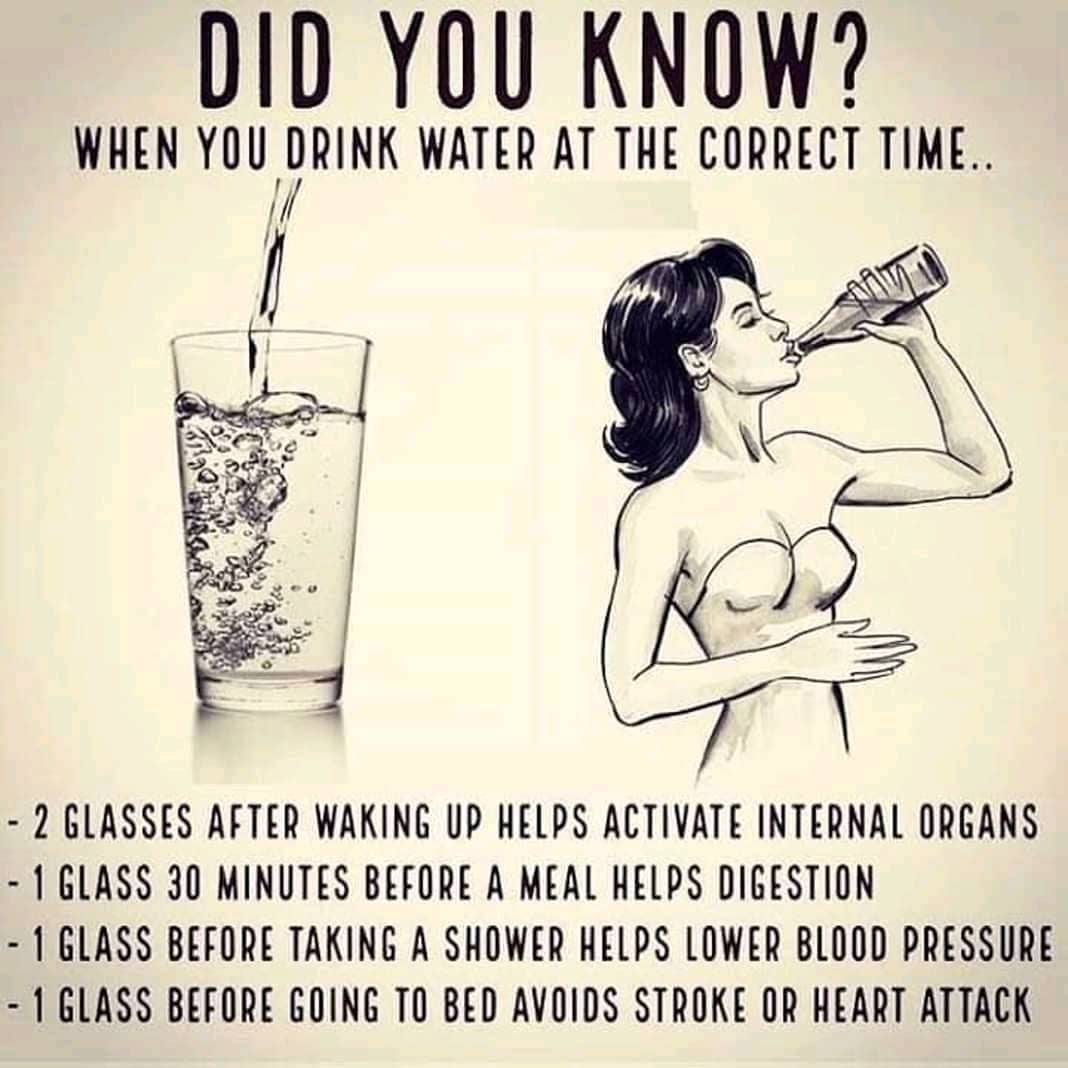 DID YOU KNOW?
WHEN YOU DRINK WATER AT THE CORRECT TIME..
- 2 GLASSES AFTER WAKING UP HELPS ACTIVATE INTERNAL ORGANS
- 1 GLASS 30 MINUTES BEFORE A MEAL HELPS DIGESTION
- 1 GLASS BEFORE TAKING A SHOWER HELPS LOWER BLOOD PRESSURE
- 1 GLASS BEFORE GOING TO BED AVOIDS STROKE OR HEART ATTACK